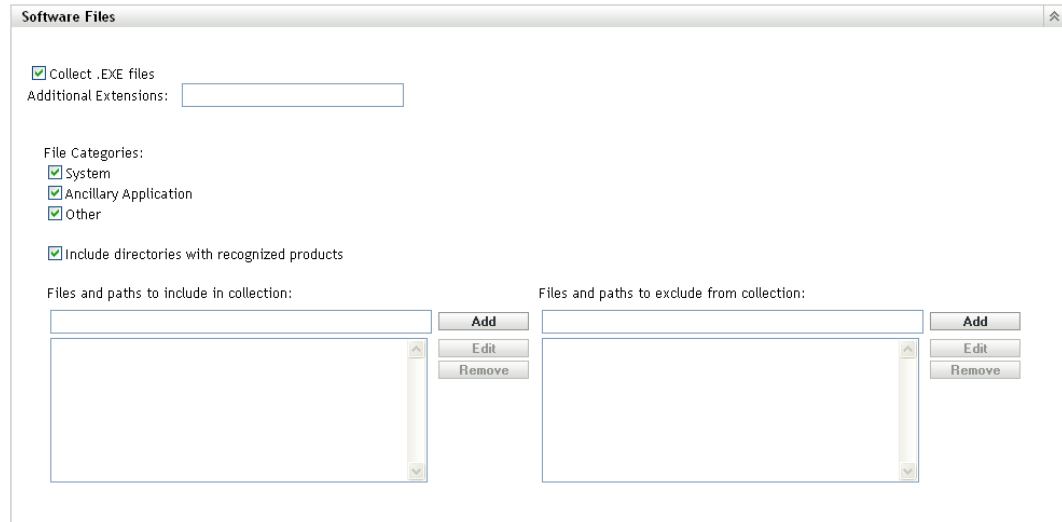 Software Files
Collect .EXE files
Additional Extensions:
File Categories:
System
Ancillary Application
Other
Include directories with recognized products
Files and paths to include in collection:
Add
Edit
Remove
Files and paths to exclude from collection:
Add
Edit
Remove